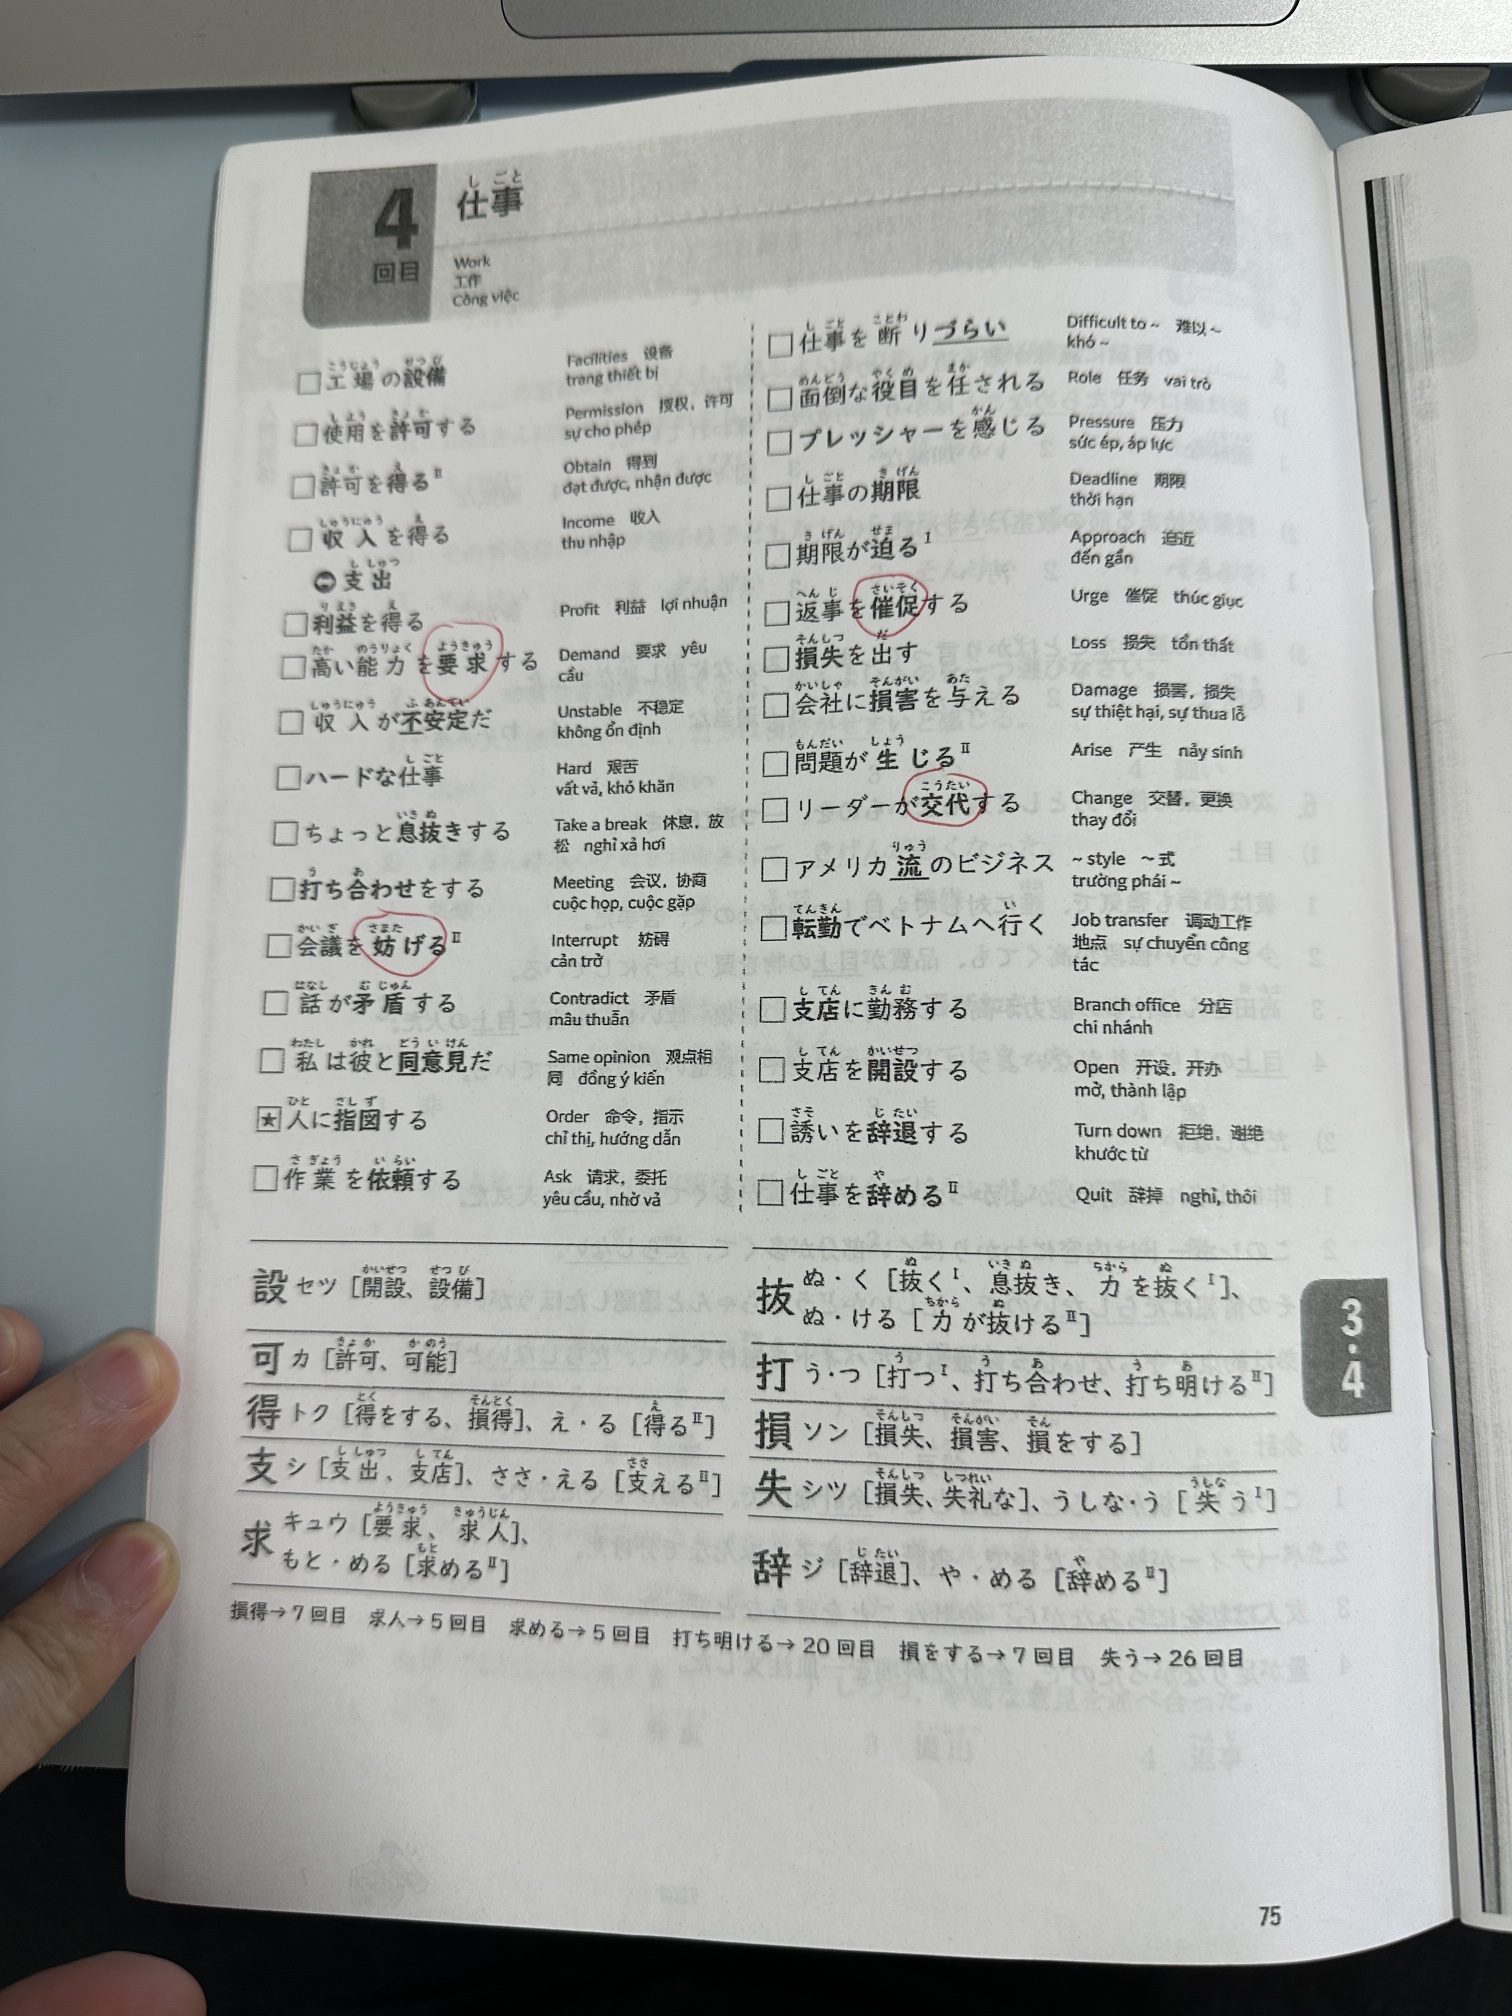 4
回目
しごと
仕事
Work
工作
Công việc
□工場の設備 Facilities 设备
trang thiết bị
□使用を許可する Permission 授权，许可
sự cho phép
□許可を得るⅡ Obtain 得到
đạt được, nhận được
□収入を得る Income 收入
thu nhập
支出
□利益を得る Profit 利益 lợi nhuận
□高い能力を要求する Demand 要求 yêu
cầu
□収入が不安定だ Unstable 不稳定
không ổn định
□ハードな仕事 Hard 艰苦
vất vả, khó khăn
□ちょっと息抜きする Take a break 休息，放
松 nghỉ xả hơi
□打ち合わせをする Meeting 会议，协商
cuộc họp, cuộc gặp
□会議を妨げるⅡ Interrupt 妨碍
cản trở
□話が矛盾する Contradict 矛盾
mâu thuẫn
□私は彼と同意見だ Same opinion 观点相
同 đồng ý kiến
★人に指図する Order 命令，指示
chỉ thị, hướng dẫn
□作業を依頼する Ask 请求，委托
yêu cầu, nhờ vả
□仕事を断りづらい Difficult to ~ 难以~
khó ~
□面倒な役目を任される Role 任务 vai trò
□プレッシャーを感じる Pressure 压力
sức ép, áp lực
□仕事の期限 Deadline 期限
thời hạn
□期限が迫るⅠ Approach 迫近
đến gần
□返事を催促する Urge 催促 thúc giục
□損失を出す Loss 损失 tổn thất
□会社に損害を与える Damage 损害，损失
sự thiệt hại, sự thua lỗ
□問題が生じるⅡ Arise 产生 nảy sinh
□リーダーが交代する Change 交替，更换
thay đổi
□アメリカ流のビジネス ~ style ~式
trường phái ~
□転勤でベトナムへ行く Job transfer 调动工作
地点 sự chuyển công
tác
□支店に勤務する Branch office 分店
chi nhánh
□支店を開設する Open 开设，开办
mở, thành lập
□誘いを辞退する Turn down 拒绝，谢绝
khước từ
□仕事を辞めるⅡ Quit 辞掉 nghỉ, thôi
設 セツ［開設、設備］
可 カ［許可、可能］
得 トク［得をする、損得］、え・る［得るⅡ］
支 シ［支出、支店］、ささ・える［支えるⅡ］
求 キュウ［要求、求人］、
もと・める［求めるⅡ］
抜 ぬ・く［抜くⅠ、息抜き、力を抜くⅠ］、
ぬ・ける［力が抜けるⅡ］
打 う・つ［打つⅠ、打ち合わせ、打ち明けるⅡ］
損 ソン［損失、損害、損をする］
失 シツ［損失、失礼な］、うしな・う［失うⅠ］
辞 ジ［辞退］、や・める［辞めるⅡ］
損得→7回目 求人→5回目 求める→5回目 打ち明ける→20回目 損をする→7回目 失う→26回目
3・4
75